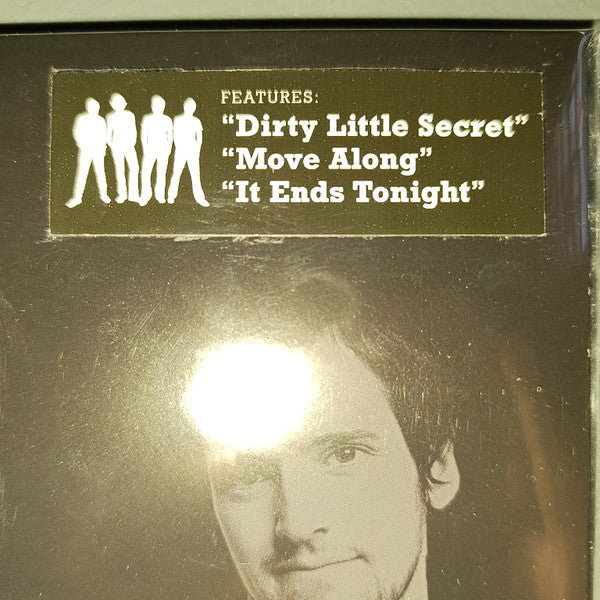 FEATURES:
“Dirty Little Secret”
“Move Along”
“It Ends Tonight”